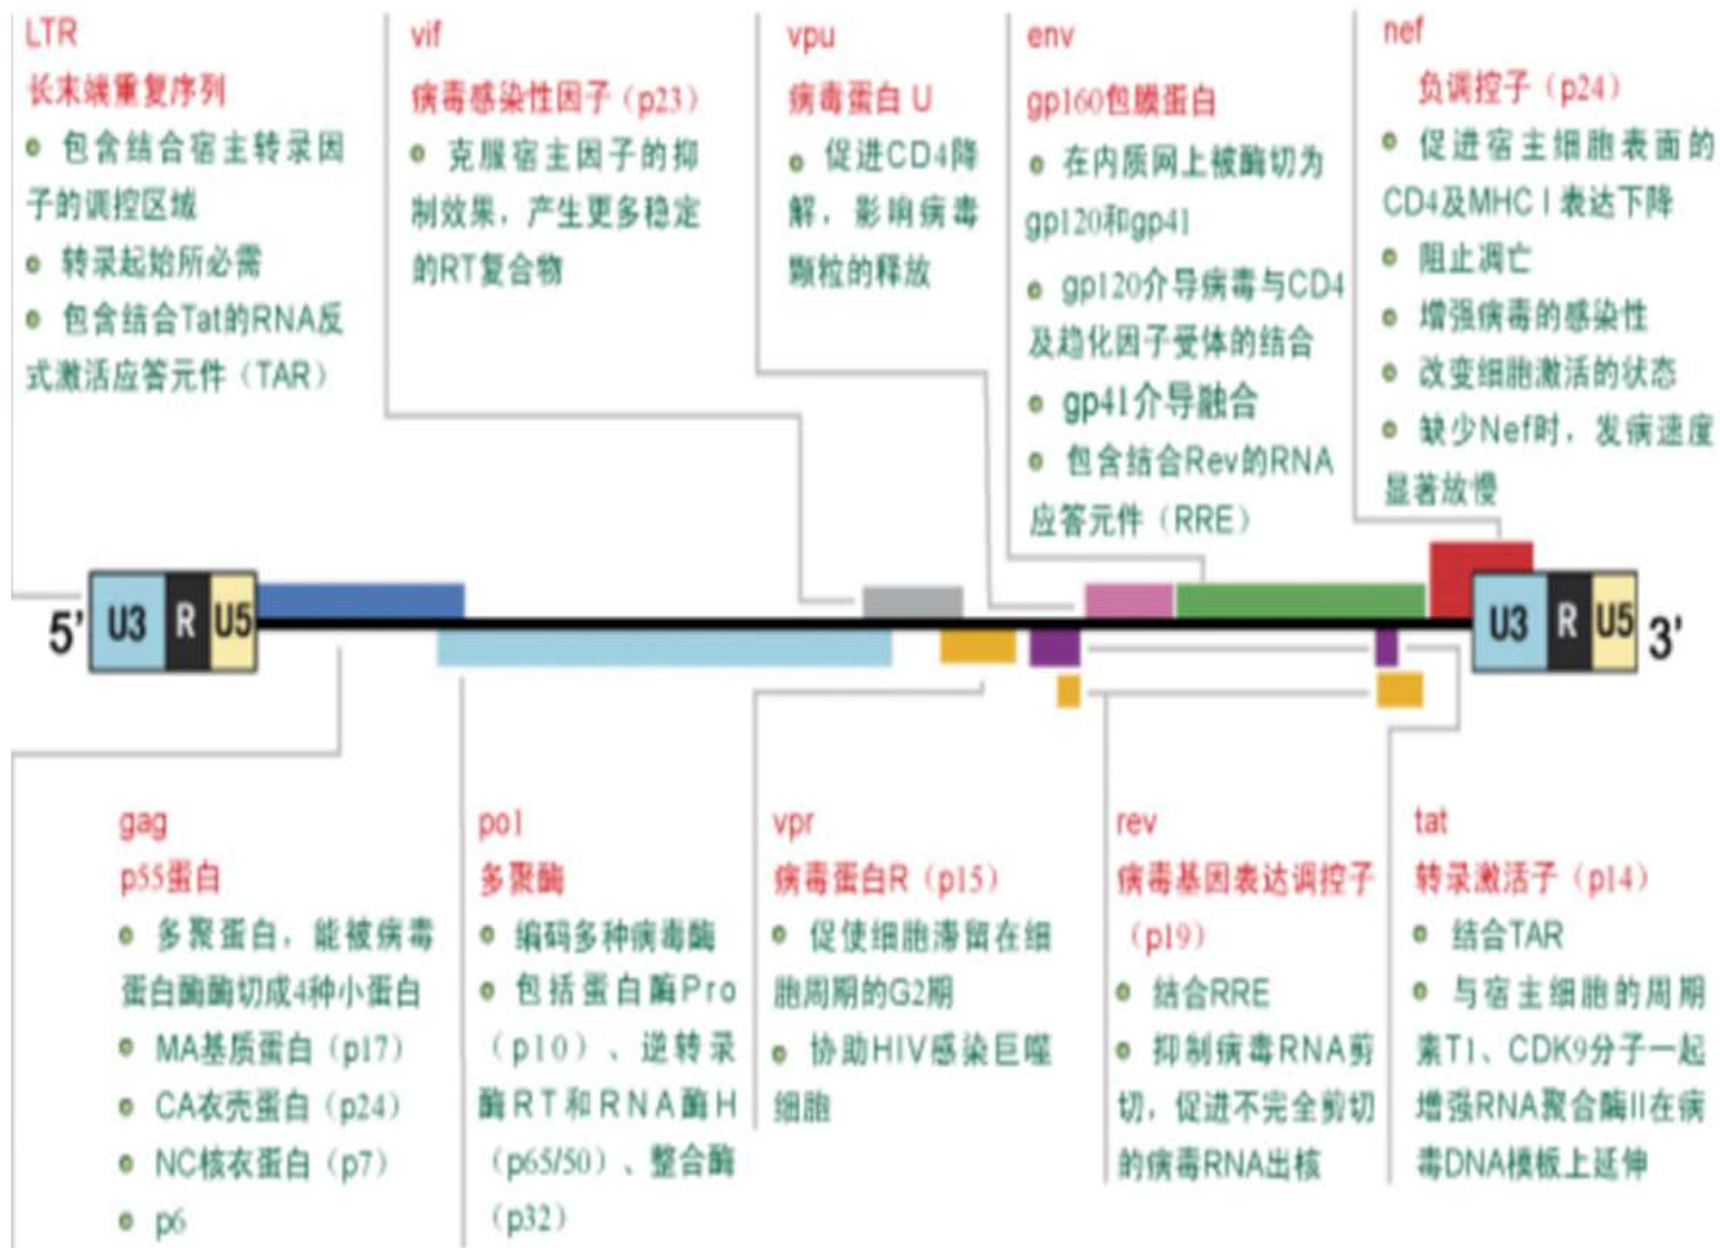 LTR
长末端重复序列
包含结合宿主转录因
子的调控区域
转录起始所必需
包含结合Tat的RNA反
式激活应答元件（TAR）
vif
病毒感染性因子（p23）
克服宿主因子的抑
制效果，产生更多稳定
的RT复合物
vpu
病毒蛋白 U
促进CD4降
解，影响病毒
颗粒的释放
env
gp160包膜蛋白
在内质网上被酶切为
gp120和gp41
gp120介导病毒与CD4
及趋化因子受体的结合
gp41介导融合
包含结合Rev的RNA
应答元件（RRE）
nef
负调控子（p24）
促进宿主细胞表面的
CD4及MHC I 表达下降
阻止凋亡
增强病毒的感染性
改变细胞激活的状态
缺少Nef时，发病速度
显著放慢
5' U3 R U5 U3 R U5 3'
gag
p55蛋白
多聚蛋白，能被病毒
蛋白酶酶切成4种小蛋白
MA基质蛋白（p17）
CA衣壳蛋白（p24）
NC核衣蛋白（p7）
p6
pol
多聚酶
编码多种病毒酶
包括蛋白酶Pro
（p10）、逆转录
酶RT和RNA酶H
（p65/50）、整合酶
（p32）
vpr
病毒蛋白R（p15）
促使细胞滞留在细
胞周期的G2期
协助HIV感染巨噬
细胞
rev
病毒基因表达调控子
（p19）
结合RRE
抑制病毒RNA剪
切，促进不完全剪切
的病毒RNA出核
tat
转录激活子（p14）
结合TAR
与宿主细胞的周期
素T1、CDK9分子一起
增强RNA聚合酶II在病
毒DNA模板上延伸